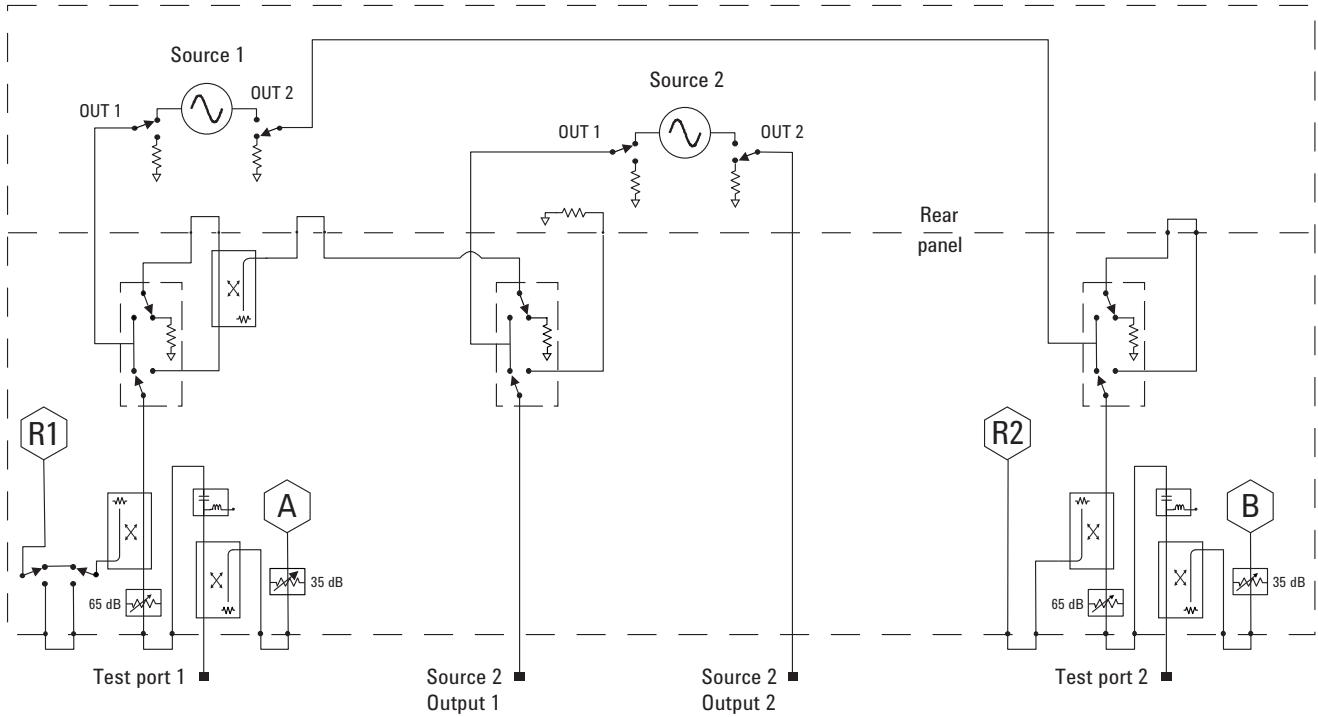 Source 1
OUT 1
OUT 2
Source 2
OUT 1
OUT 2
Rear
panel
R1
A
R2
B
65 dB
35 dB
65 dB
35 dB
Test port 1
Source 2
Output 1
Source 2
Output 2
Test port 2